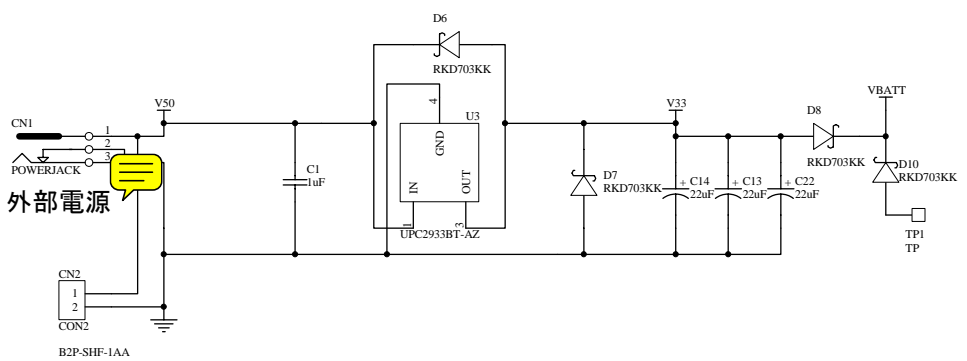 D6
RKD703KK
V50
CN1
1
2
3
POWERJACK
外部電源
C1
1uF
4
GND
U3
IN
OUT
1
3
UPC2933BT-AZ
V33
D7
RKD703KK
C14
22uF
C13
22uF
C22
22uF
D8
RKD703KK
VBATT
D10
RKD703KK
TP1
TP
CN2
1
2
CON2
B2P-SHF-1AA